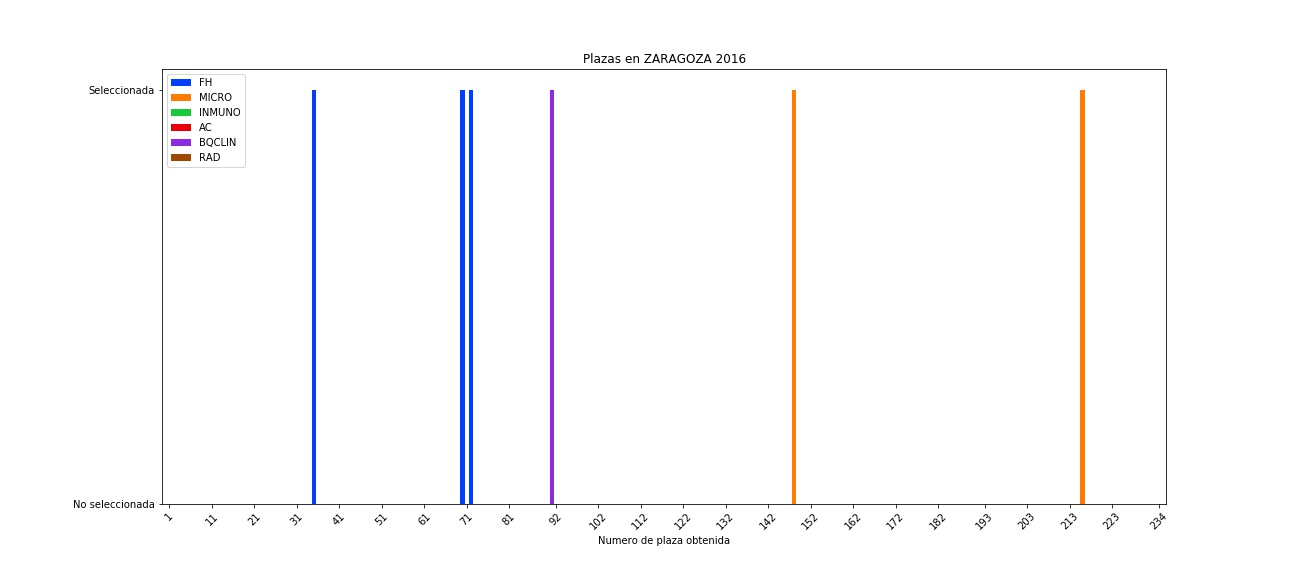 Plazas en ZARAGOZA 2016
Seleccionada
No seleccionada
FH
MICRO
INMUNO
AC
BQCLIN
RAD
1 11 21 31 41 51 61 71 81 92 102 112 122 132 142 152 162 172 182 193 203 213 223 234
Numero de plaza obtenida